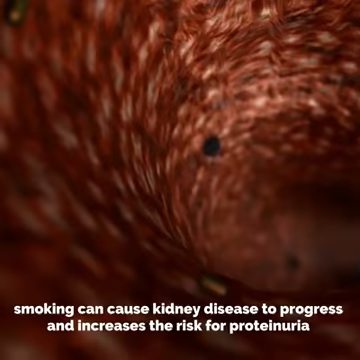 smoking can cause kidney disease to progress
and increases the risk for proteinuria